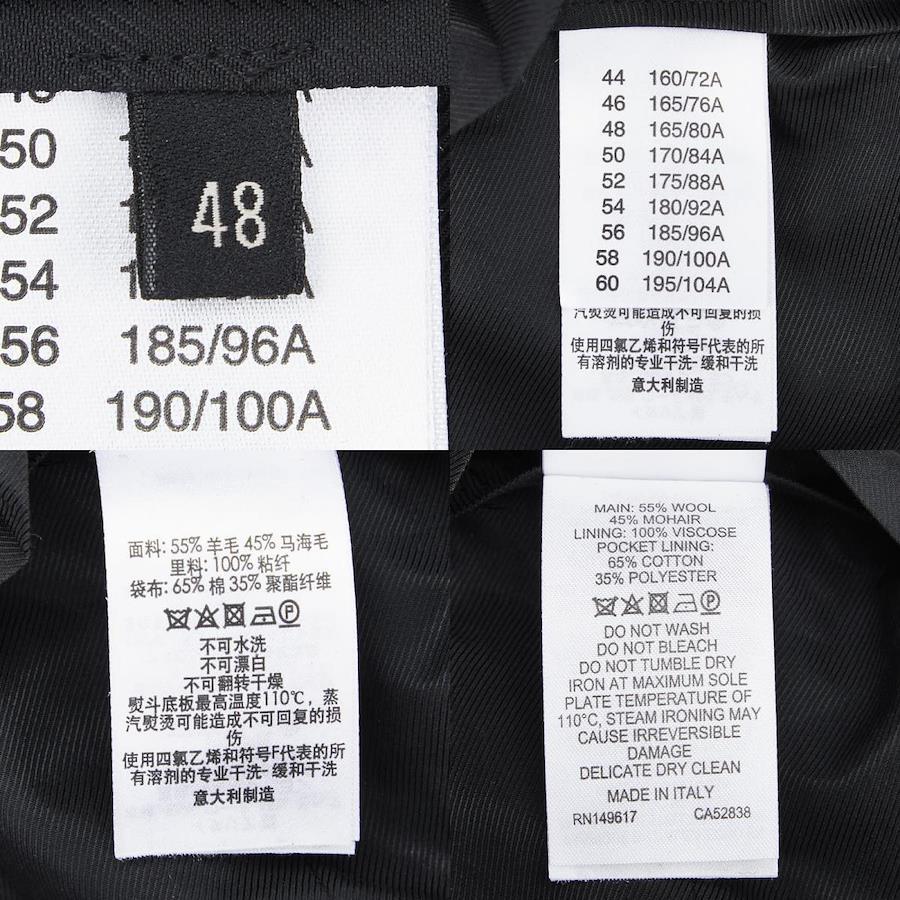 50
52
54
56 185/96A
58 190/100A
48
44 160/72A
46 165/76A
48 165/80A
50 170/84A
52 175/88A
54 180/92A
56 185/96A
58 190/100A
60 195/104A
汽熨烫可能造成不可回复的损
伤
使用四氯乙烯和符号F代表的所
有溶剂的专业干洗-缓和干洗
意大利制造
面料: 55% 羊毛 45% 马海毛
里料: 100% 粘纤
袋布: 65% 棉 35% 聚酯纤维
P
不可水洗
不可漂白
不可翻转干燥
熨斗底板最高温度110℃, 蒸
汽熨烫可能造成不可回复的损
伤
使用四氯乙烯和符号F代表的所
有溶剂的专业干洗-缓和干洗
意大利制造
MAIN: 55% WOOL
45% MOHAIR
LINING: 100% VISCOSE
POCKET LINING:
65% COTTON
35% POLYESTER
P
DO NOT WASH
DO NOT BLEACH
DO NOT TUMBLE DRY
IRON AT MAXIMUM SOLE
PLATE TEMPERATURE OF
110°C, STEAM IRONING MAY
CAUSE IRREVERSIBLE
DAMAGE
DELICATE DRY CLEAN
MADE IN ITALY
RN149617 CA52838